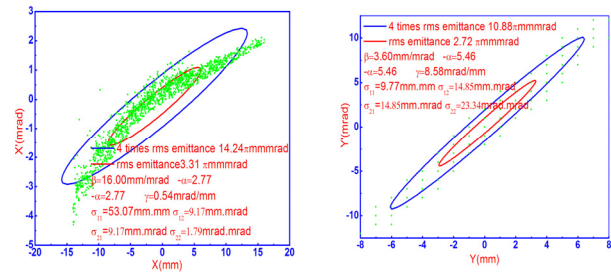 3
2
1
0
-1
-2
-3
-4
-5
X'(mrad)
4 times rms emittance 14.24πmmmrad
rms emittance3.31 πmmmrad
β=16.00mm/mrad -α=2.77
-α=2.77 γ=0.54mrad/mm
σ11=53.07mm.mm σ12=9.17mm.mrad
σ21=9.17mm.mrad σ22=1.79mrad.mrad
-20 -15 -10 -5 0 5 10 15 20
X(mm)
10
5
0
-5
-10
Y'(mrad)
4 times rms emittance 10.88πmmmrad
rms emittance 2.72 πmmmrad
β=3.60mm/mrad -α=5.46
-α=5.46 γ=8.58mrad/mm
σ11=9.77mm.mm σ12=14.85mm.mrad
σ21=14.85mm.mrad σ22=23.34mrad.mrad
-8 -6 -4 -2 0 2 4 6 8
Y(mm)